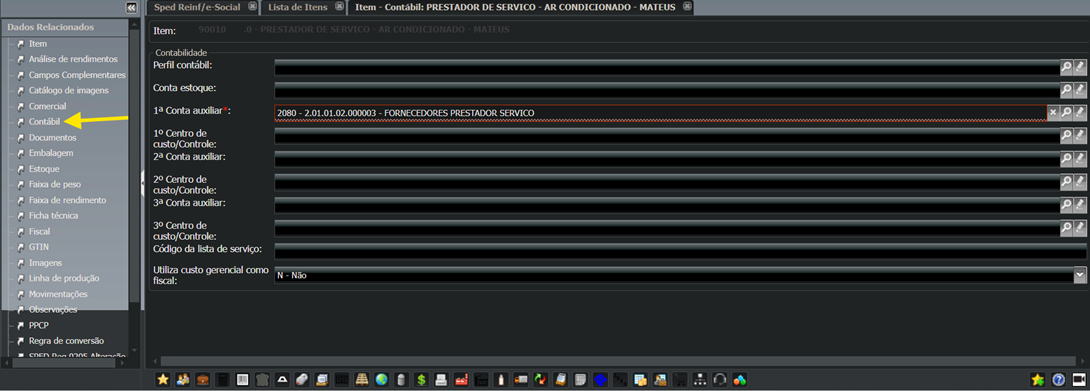 Sped Reinf/e-Social
Lista de Itens
Item - Contábil: PRESTADOR DE SERVICO - AR CONDICIONADO - MATEUS
Dados Relacionados
Item
Análise de rendimentos
Campos Complementares
Catálogo de imagens
Comercial
Contábil
Documentos
Embalagem
Estoque
Faixa de peso
Faixa de rendimento
Ficha técnica
Fiscal
GTIN
Imagens
Linha de produção
Movimentações
Observações
PPCP
Regra de conversão
SPED Reg 0205 Alteração
Item: 90010 .0 - PRESTADOR DE SERVICO - AR CONDICIONADO - MATEUS
Contabilidade
Perfil contábil:
Conta estoque:
1ª Conta auxiliar*: 2080 - 2.01.01.02.000003 - FORNECEDORES PRESTADOR SERVICO
1º Centro de
custo/Controle:
2ª Conta auxiliar:
2º Centro de
custo/Controle:
3ª Conta auxiliar:
3º Centro de
custo/Controle:
Código da lista de serviço:
Utiliza custo gerencial como
fiscal: N - Não